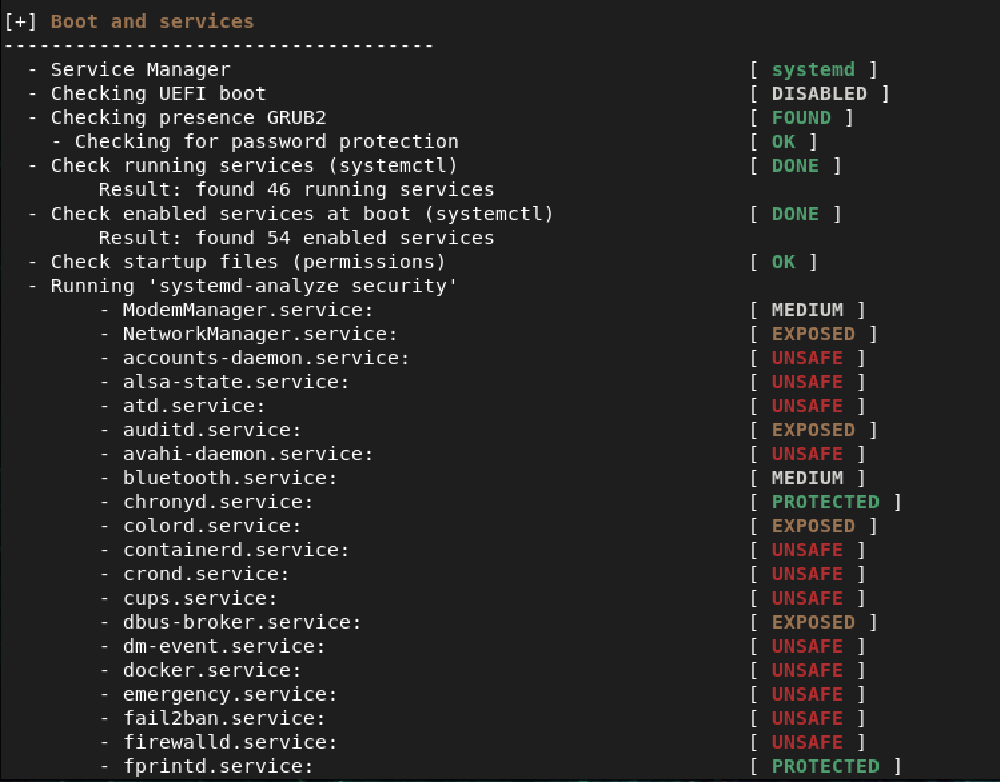 [+] Boot and services
------------------------------------
  - Service Manager                                           [ systemd ]
  - Checking UEFI boot                                        [ DISABLED ]
  - Checking presence GRUB2                                   [ FOUND ]
    - Checking for password protection                        [ OK ]
  - Check running services (systemctl)                        [ DONE ]
        Result: found 46 running services
  - Check enabled services at boot (systemctl)                [ DONE ]
        Result: found 54 enabled services
  - Check startup files (permissions)                         [ OK ]
  - Running 'systemd-analyze security'
        - ModemManager.service:                               [ MEDIUM ]
        - NetworkManager.service:                             [ EXPOSED ]
        - accounts-daemon.service:                            [ UNSAFE ]
        - alsa-state.service:                                 [ UNSAFE ]
        - atd.service:                                        [ UNSAFE ]
        - auditd.service:                                     [ EXPOSED ]
        - avahi-daemon.service:                               [ UNSAFE ]
        - bluetooth.service:                                  [ MEDIUM ]
        - chronyd.service:                                    [ PROTECTED ]
        - colord.service:                                     [ EXPOSED ]
        - containerd.service:                                 [ UNSAFE ]
        - crond.service:                                      [ UNSAFE ]
        - cups.service:                                       [ UNSAFE ]
        - dbus-broker.service:                                [ EXPOSED ]
        - dm-event.service:                                   [ UNSAFE ]
        - docker.service:                                     [ UNSAFE ]
        - emergency.service:                                  [ UNSAFE ]
        - fail2ban.service:                                   [ UNSAFE ]
        - firewalld.service:                                  [ UNSAFE ]
        - fprintd.service:                                    [ PROTECTED ]